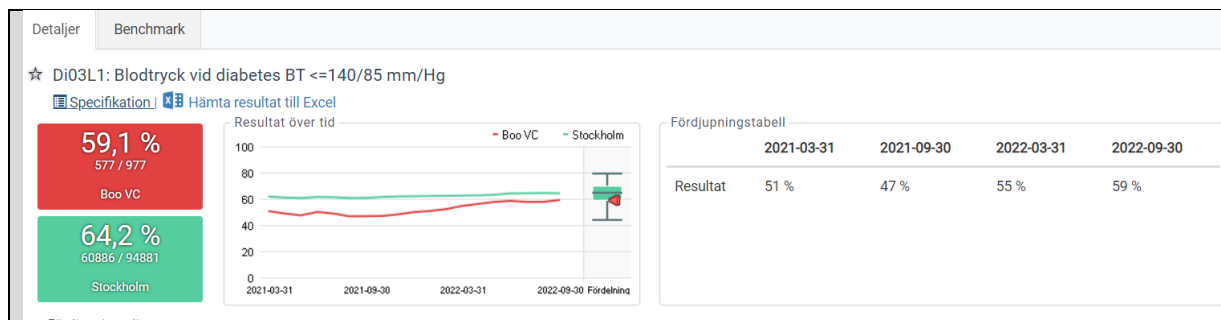 Detaljer Benchmark
☆ Di03L1: Blodtryck vid diabetes BT <=140/85 mm/Hg
Specifikation | Hämta resultat till Excel
59,1 %
577 / 977
Boo VC
64,2 %
60886 / 94881
Stockholm
Resultat över tid
- Boo VC - Stockholm
100
80
60
40
20
0
2021-03-31 2021-09-30 2022-03-31 2022-09-30 Fördelning
Fördjupningstabell
2021-03-31 2021-09-30 2022-03-31 2022-09-30
Resultat 51 % 47 % 55 % 59 %